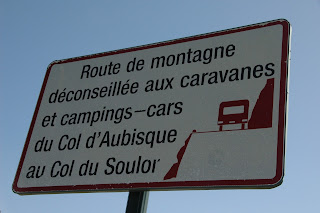 Route de montagne
déconseillée aux caravanes
et campings-cars
du Col d'Aubisque
au Col du Soulor